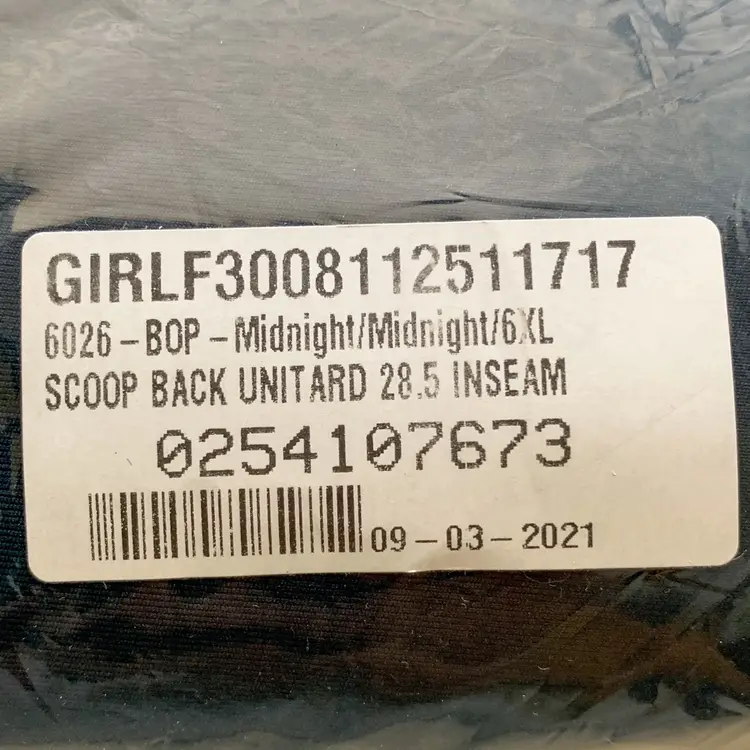 GIRLF3008112511717
6026-BOP-Midnight/Midnight/6XL
SCOOP BACK UNITARD 28.5 INSEAM
0254107673
09-03-2021